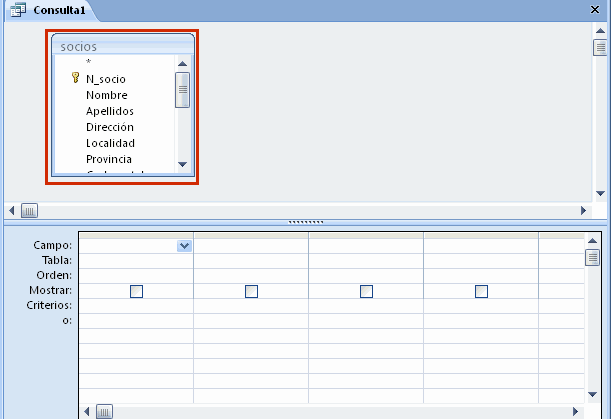 Consulta1
socios
*
N_socio
Nombre
Apellidos
Dirección
Localidad
Provincia
Campo:
Tabla:
Orden:
Mostrar:
Criterios:
o: